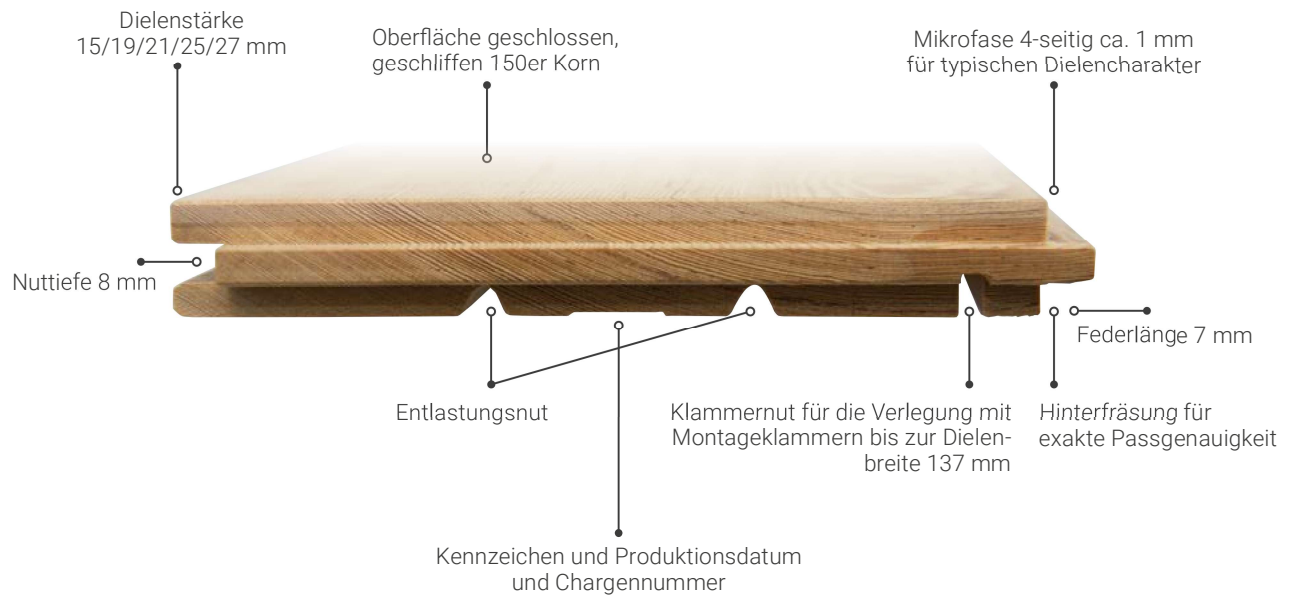 Dielenstärke
15/19/21/25/27 mm
Oberfläche geschlossen,
geschliffen 150er Korn
Mikrofase 4-seitig ca. 1 mm
für typischen Dielencharakter
Nuttiefe 8 mm
Federlänge 7 mm
Entlastungsnut
Klammernut für die Verlegung mit
Montageklammern bis zur Dielen-
breite 137 mm
Hinterfräsung für
exakte Passgenauigkeit
Kennzeichen und Produktionsdatum
und Chargennummer